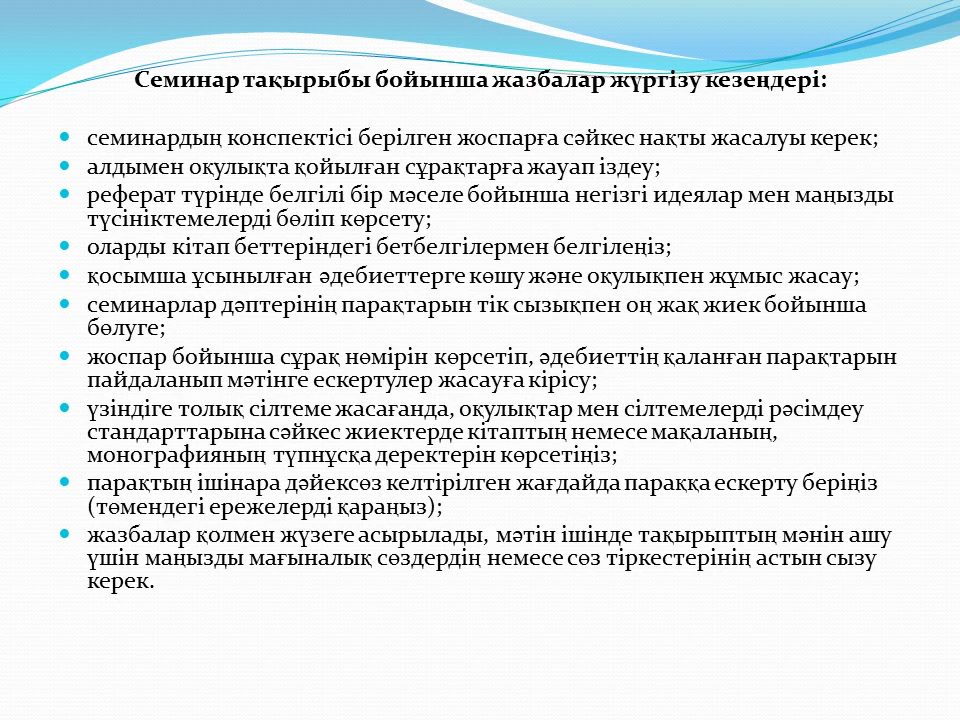 Семинар тақырыбы бойынша жазбалар жүргізу кезеңдері:
семинардың конспектісі берілген жоспарға сәйкес нақты жасалуы керек;
алдымен оқулықта қойылған сұрақтарға жауап іздеу;
реферат түрінде белгілі бір мәселе бойынша негізгі идеялар мен маңызды
түсініктемелерді бөліп көрсету;
оларды кітап беттеріндегі бетбелгілермен белгілеңіз;
қосымша ұсынылған әдебиеттерге көшу және оқулықпен жұмыс жасау;
семинарлар дәптерінің парақтарын тік сызықпен оң жақ жиек бойынша
бөлуге;
жоспар бойынша сұрақ нөмірін көрсетіп, әдебиеттің қаланған парақтарын
пайдаланып мәтінге ескертулер жасауға кірісу;
үзіндіге толық сілтеме жасағанда, оқулықтар мен сілтемелерді рәсімдеу
стандарттарына сәйкес жиектерде кітаптың немесе мақаланың,
монографияның түпнұсқа деректерін көрсетіңіз;
парақтың ішінара дәйексөз келтірілген жағдайда параққа ескерту беріңіз
(төмендегі ережелерді қараңыз);
жазбалар қолмен жүзеге асырылады, мәтін ішінде тақырыптың мәнін ашу
үшін маңызды мағыналық сөздердің немесе сөз тіркестерінің астын сызу
керек.